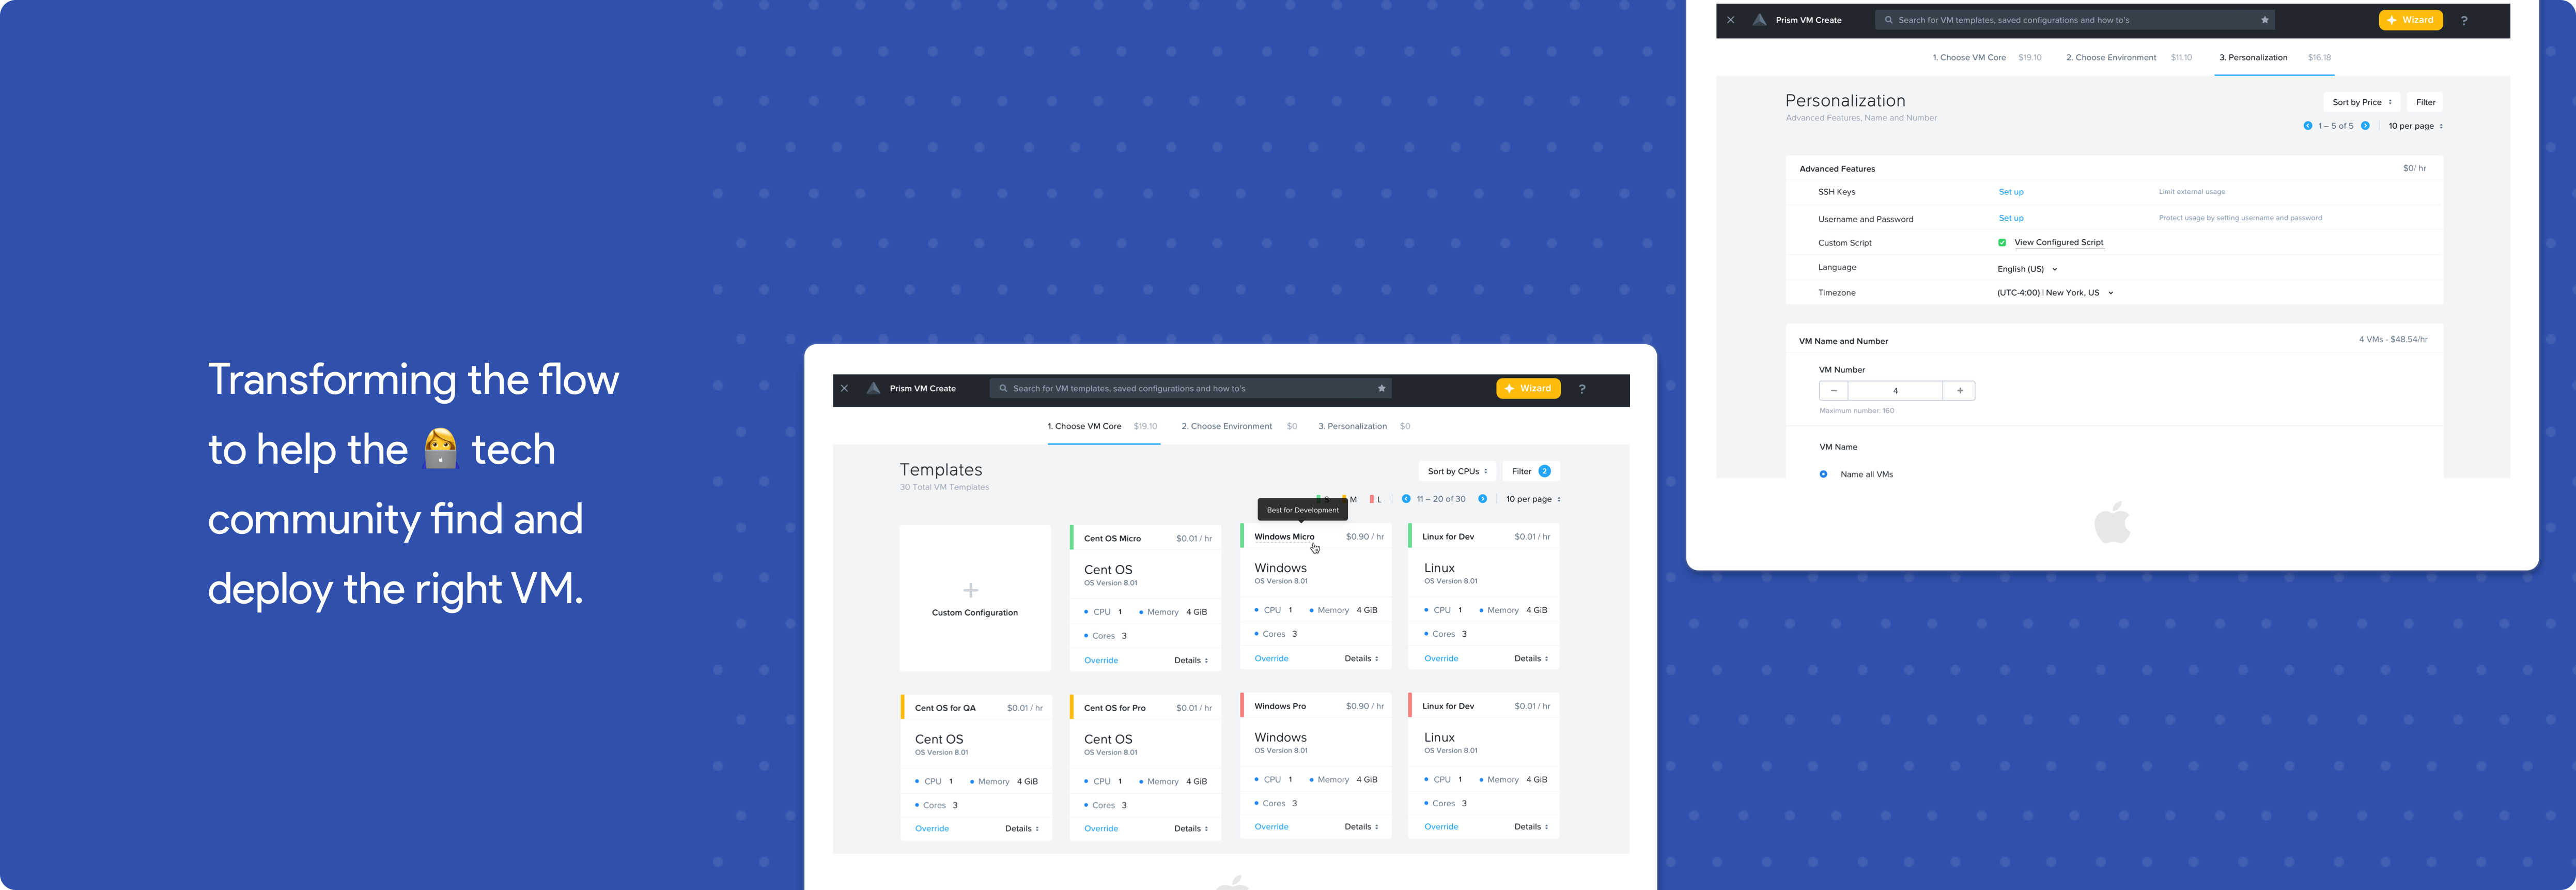 Transforming the flow
to help the 👩‍💻 tech
community find and
deploy the right VM.
Prism VM Create
Search for VM templates, saved configurations and how to's
Wizard
?
1. Choose VM Core $19.10
2. Choose Environment $0
3. Personalization $0
Templates
30 Total VM Templates
Sort by CPUs
Filter 2
M
L
11 – 20 of 30
10 per page
Best for Development
Custom Configuration
Cent OS Micro $0.01 / hr
Cent OS
OS Version 8.01
CPU 1 Memory 4 GiB
Cores 3
Override Details
Windows Micro $0.90 / hr
Windows
OS Version 8.01
CPU 1 Memory 4 GiB
Cores 3
Override Details
Linux for Dev $0.01 / hr
Linux
OS Version 8.01
CPU 1 Memory 4 GiB
Cores 3
Override Details
Cent OS for QA $0.01 / hr
Cent OS
OS Version 8.01
CPU 1 Memory 4 GiB
Cores 3
Override Details
Cent OS for Pro $0.01 / hr
Cent OS
OS Version 8.01
CPU 1 Memory 4 GiB
Cores 3
Override Details
Windows Pro $0.90 / hr
Windows
OS Version 8.01
CPU 1 Memory 4 GiB
Cores 3
Override Details
Linux for Dev $0.01 / hr
Linux
OS Version 8.01
CPU 1 Memory 4 GiB
Cores 3
Override Details
Prism VM Create
Search for VM templates, saved configurations and how to's
Wizard
?
1. Choose VM Core $19.10
2. Choose Environment $11.10
3. Personalization $16.18
Personalization
Advanced Features, Name and Number
Sort by Price
Filter
1 – 5 of 5
10 per page
Advanced Features $0/ hr
SSH Keys Set up Limit external usage
Username and Password Set up Protect usage by setting username and password
Custom Script View Configured Script
Language English (US)
Timezone (UTC-4:00) | New York, US
VM Name and Number 4 VMs - $48.54/hr
VM Number
4
Maximum number: 160
VM Name
Name all VMs